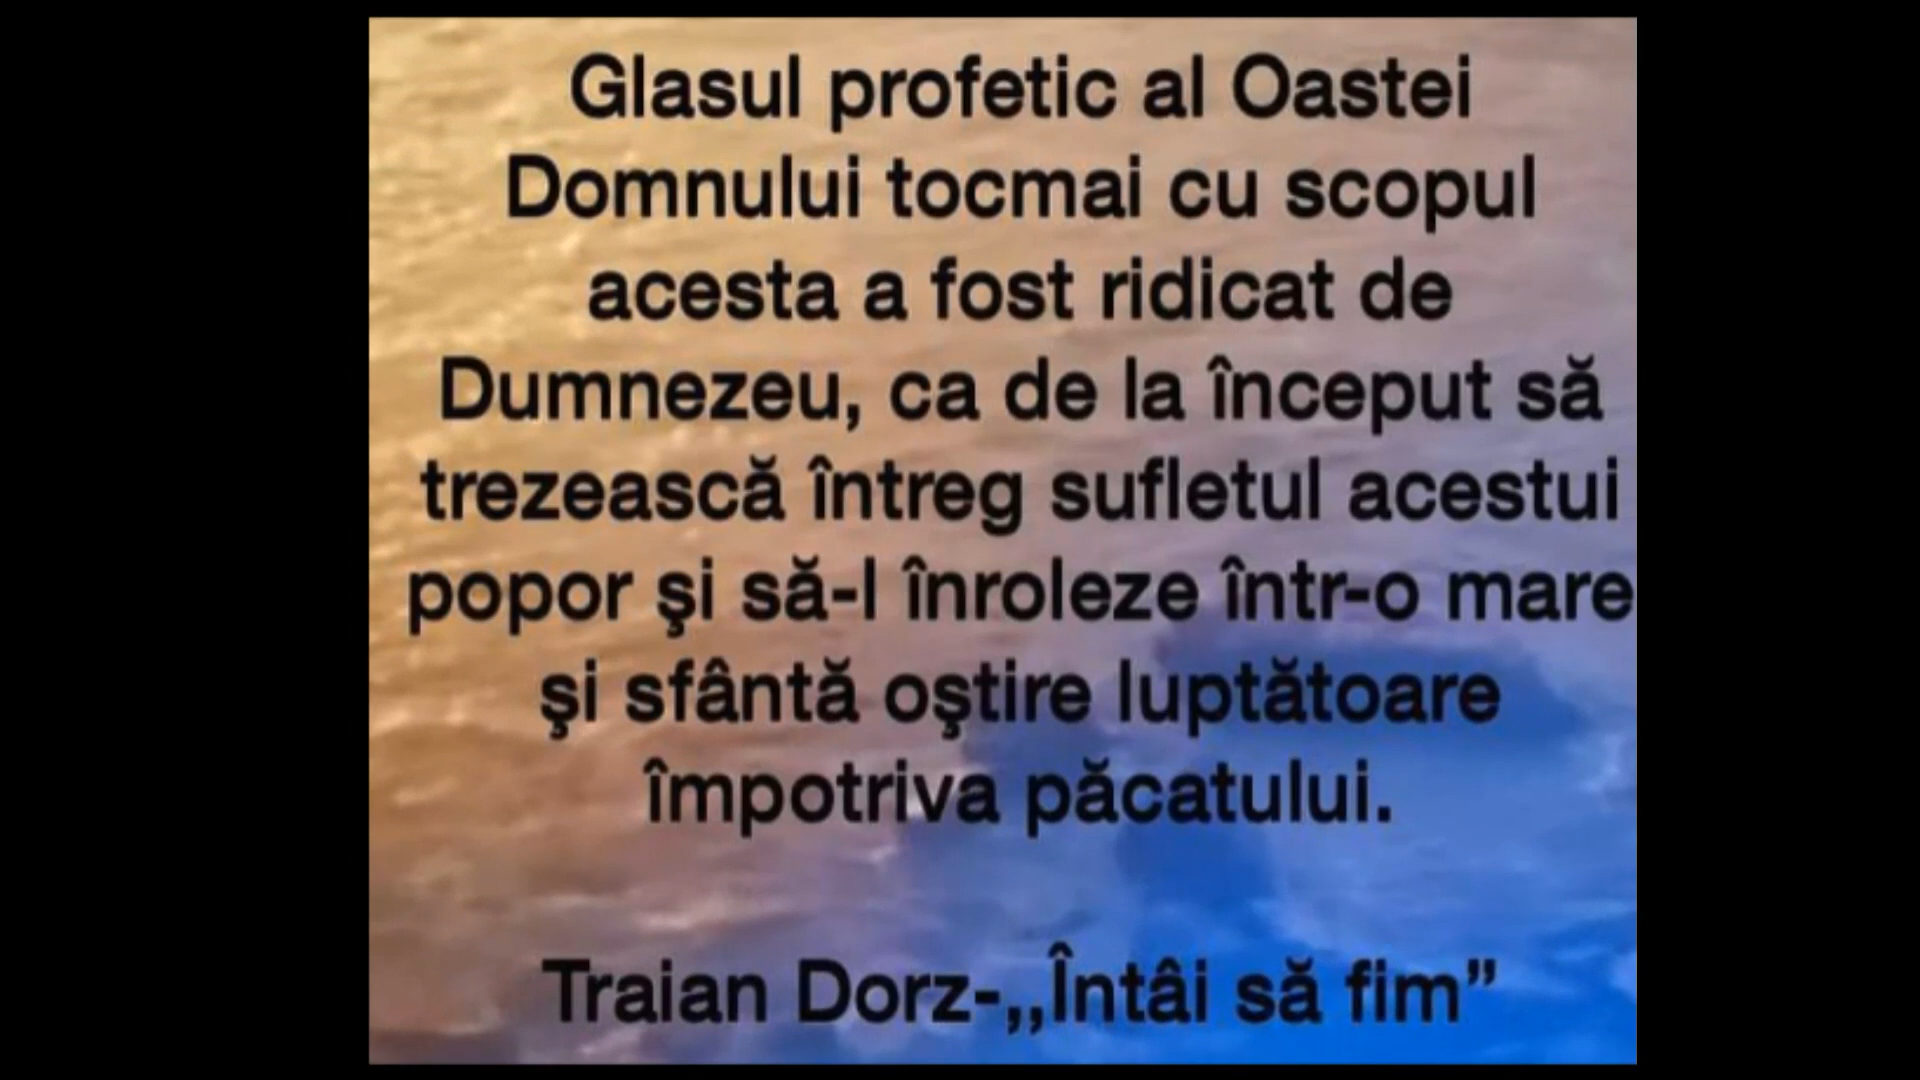 Glasul profetic al Oastei
Domnului tocmai cu scopul
acesta a fost ridicat de
Dumnezeu, ca de la început să
trezească întreg sufletul acestui
popor şi să-l înroleze într-o mare
şi sfântă oştire luptătoare
împotriva păcatului.
Traian Dorz-,,Întâi să fim”